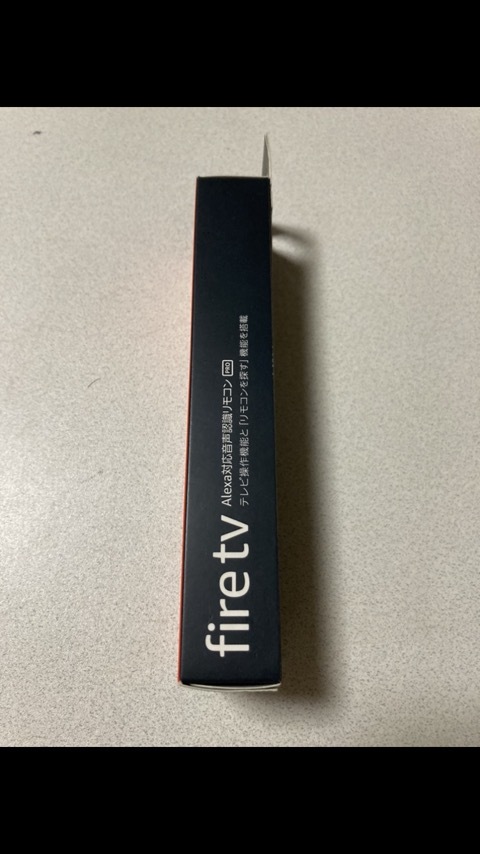 fire tv
Alexa対応音声認識リモコン PRO
テレビ操作機能と「リモコンを探す」機能を搭載